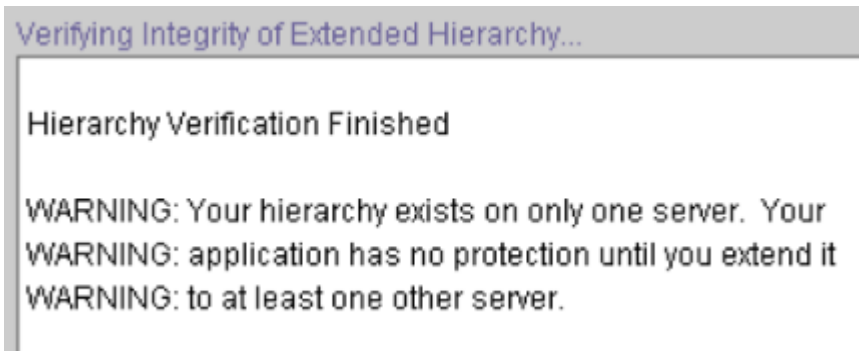 Verifying Integrity of Extended Hierarchy...
Hierarchy Verification Finished
WARNING: Your hierarchy exists on only one server.  Your
WARNING: application has no protection until you extend it
WARNING: to at least one other server.